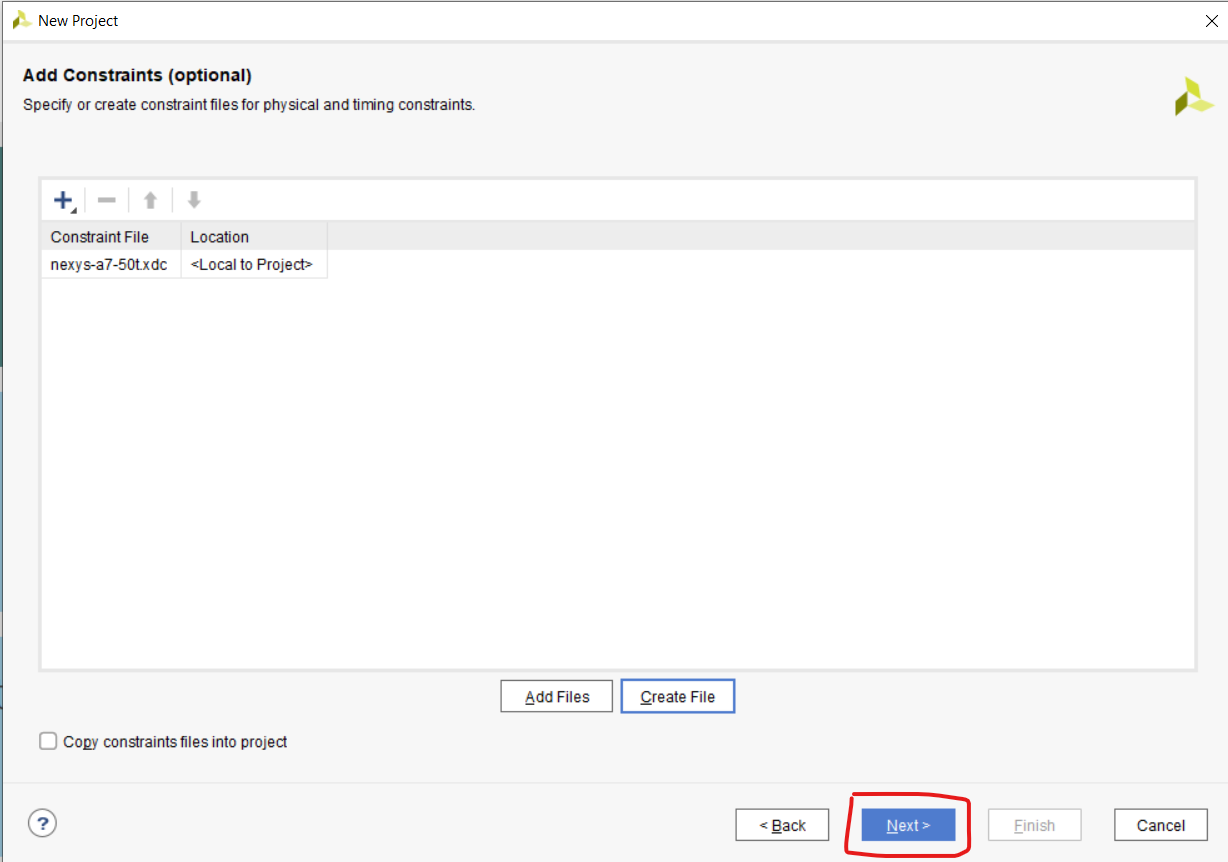 New Project
Add Constraints (optional)
Specify or create constraint files for physical and timing constraints.
Constraint File Location
nexys-a7-50t.xdc <Local to Project>
Add Files Create File
Copy constraints files into project
? < Back Next > Finish Cancel